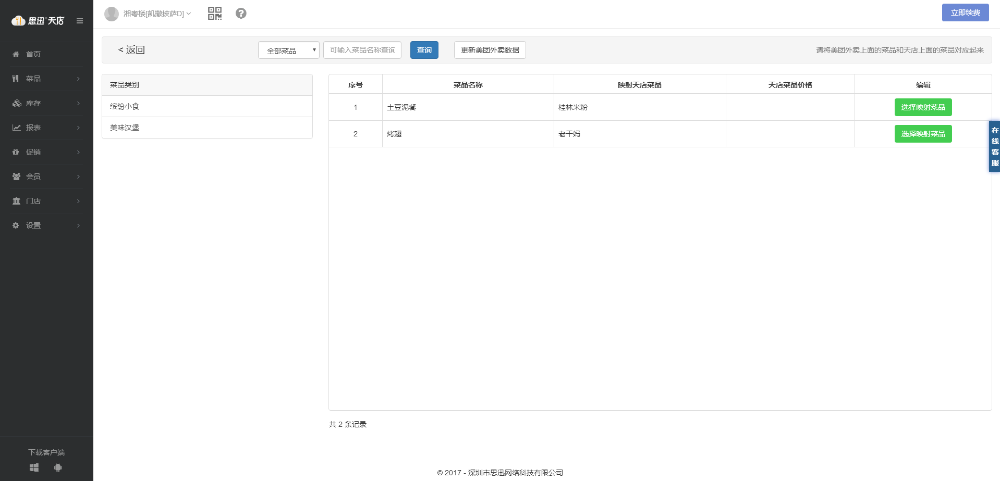 思迅天店
湘粤楼[凯撒披萨D]
立即续费
首页
菜品
库存
报表
促销
会员
门店
设置
下载客户端
< 返回
全部菜品
可输入菜品名称查询
查询
更新美团外卖数据
请将美团外卖上面的菜品和天店上面的菜品对应起来
菜品类别
缤纷小食
美味汉堡
序号 菜品名称 映射天店菜品 天店菜品价格 编辑
1 土豆泥餐 桂林米粉 选择映射菜品
2 烤翅 老干妈 选择映射菜品
共 2 条记录
在线客服
© 2017 - 深圳市思迅网络科技有限公司